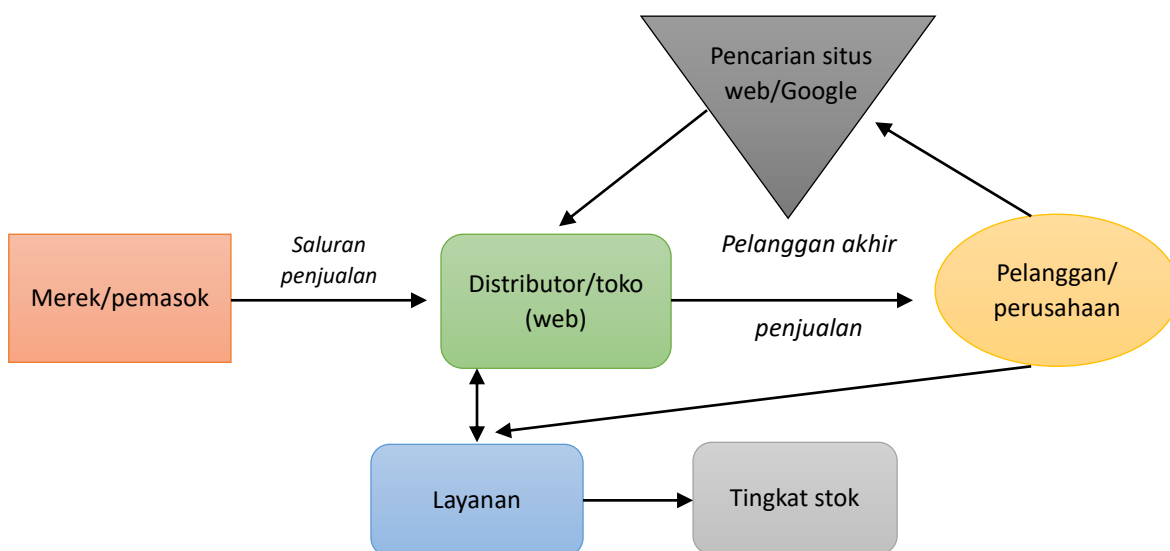 Pencarian situs
web/Google
Saluran
penjualan
Pelanggan akhir
Merek/pemasok
Distributor/toko
(web)
penjualan
Pelanggan/
perusahaan
Layanan
Tingkat stok